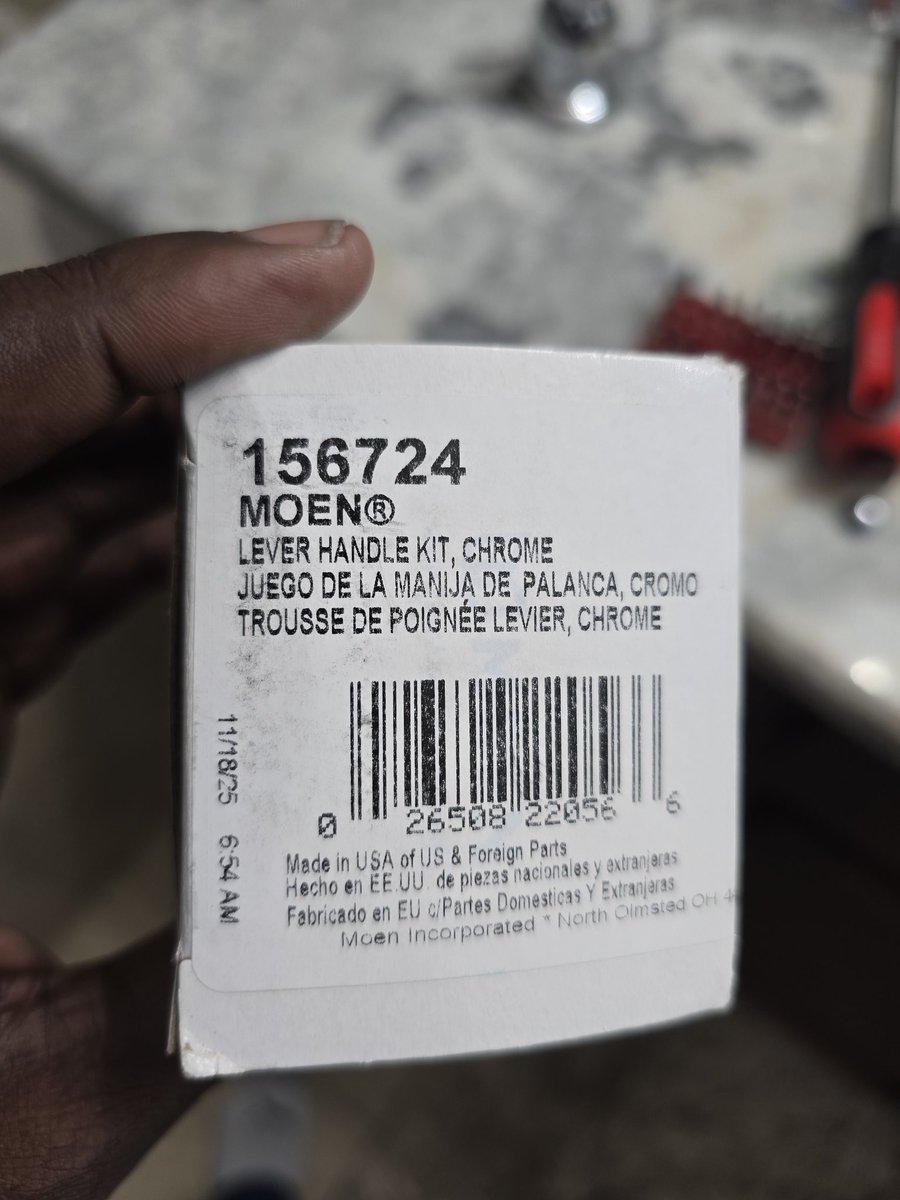 156724
MOEN®
LEVER HANDLE KIT, CHROME
JUEGO DE LA MANIJA DE PALANCA, CROMO
TROUSSE DE POIGNÉE LEVIER, CHROME
11/18/25 6:54 AM
0 26508 22056 6
Made in USA of US & Foreign Parts
Hecho en EE.UU. de piezas nacionales y extranjeras
Fabricado en EU c/Partes Domesticas Y Extranjeras
Moen Incorporated * North Olmsted OH